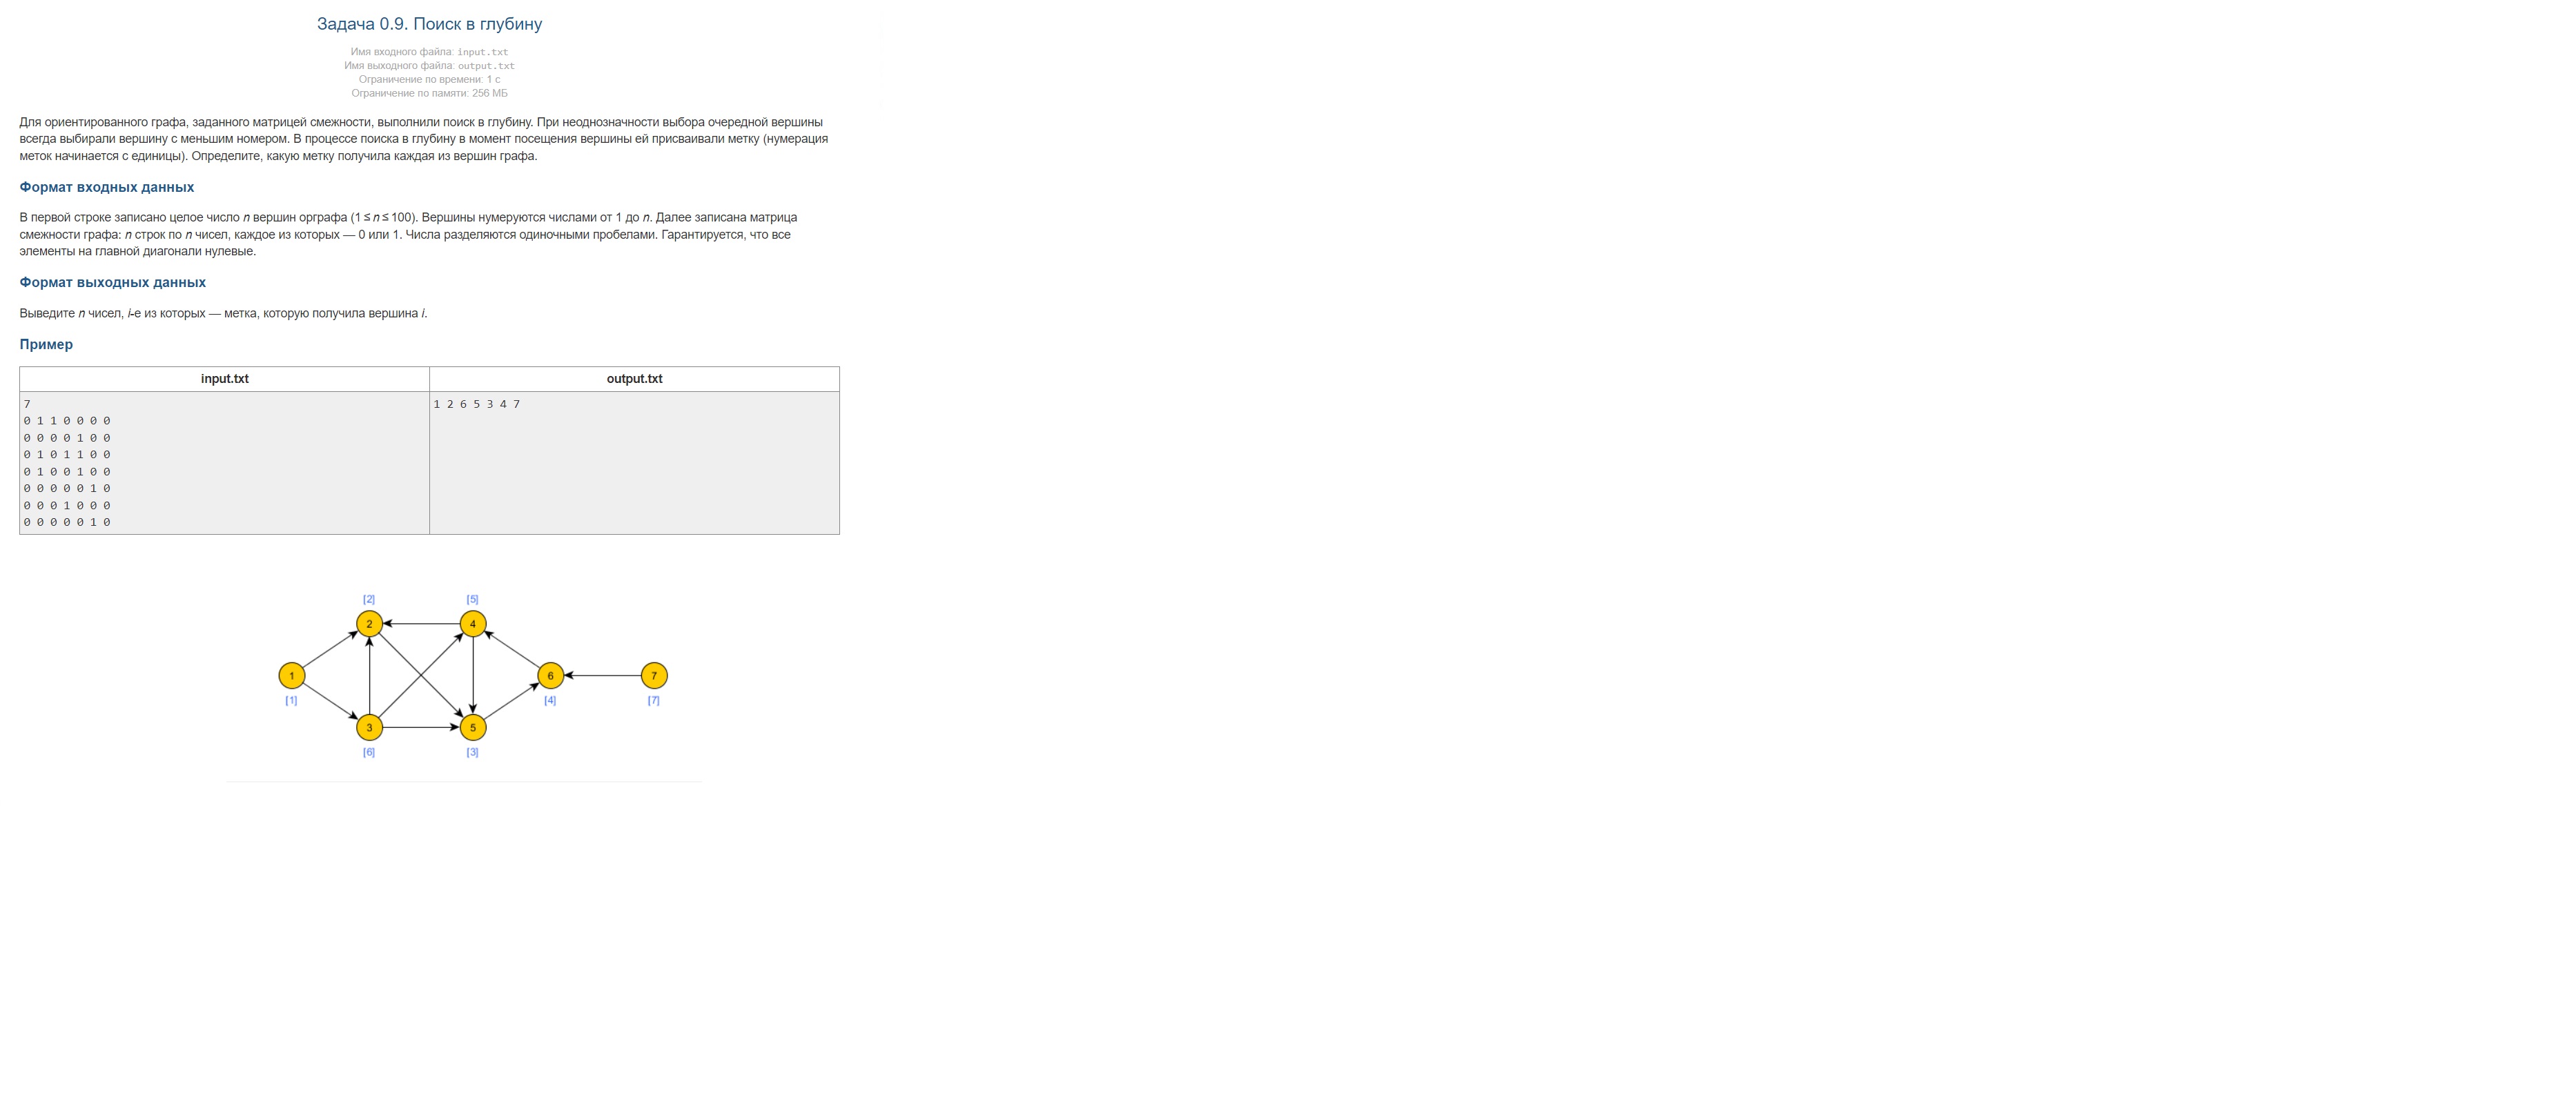 Задача 0.9. Поиск в глубину
Имя входного файла: input.txt
Имя выходного файла: output.txt
Ограничение по времени: 1 с
Ограничение по памяти: 256 МБ
Для ориентированного графа, заданного матрицей смежности, выполнили поиск в глубину. При неоднозначности выбора очередной вершины
всегда выбирали вершину с меньшим номером. В процессе поиска в глубину в момент посещения вершины ей присваивали метку (нумерация
меток начинается с единицы). Определите, какую метку получила каждая из вершин графа.
Формат входных данных
В первой строке записано целое число n вершин орграфа (1 ≤ n ≤ 100). Вершины нумеруются числами от 1 до n. Далее записана матрица
смежности графа: n строк по n чисел, каждое из которых — 0 или 1. Числа разделяются одиночными пробелами. Гарантируется, что все
элементы на главной диагонали нулевые.
Формат выходных данных
Выведите n чисел, i-е из которых — метка, которую получила вершина i.
Пример
input.txt output.txt
7 1 2 6 5 3 4 7
0 1 1 0 0 0 0
0 0 0 0 1 0 0
0 1 0 1 1 0 0
0 1 0 0 1 0 0
0 0 0 0 0 1 0
0 0 0 1 0 0 0
0 0 0 0 0 1 0
[2] [5]
2 4
1 6 7
[1] [4] [7]
3 5
[6] [3]